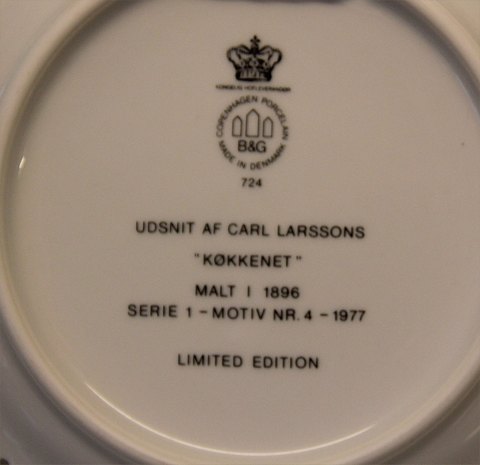 KONGELIG HOFLEVERANDØR
COPENHAGEN PORCELAIN
B&G
MADE IN DENMARK
724
UDSNIT AF CARL LARSSONS
"KØKKENET"
MALT I 1896
SERIE 1 – MOTIV NR. 4 – 1977
LIMITED EDITION